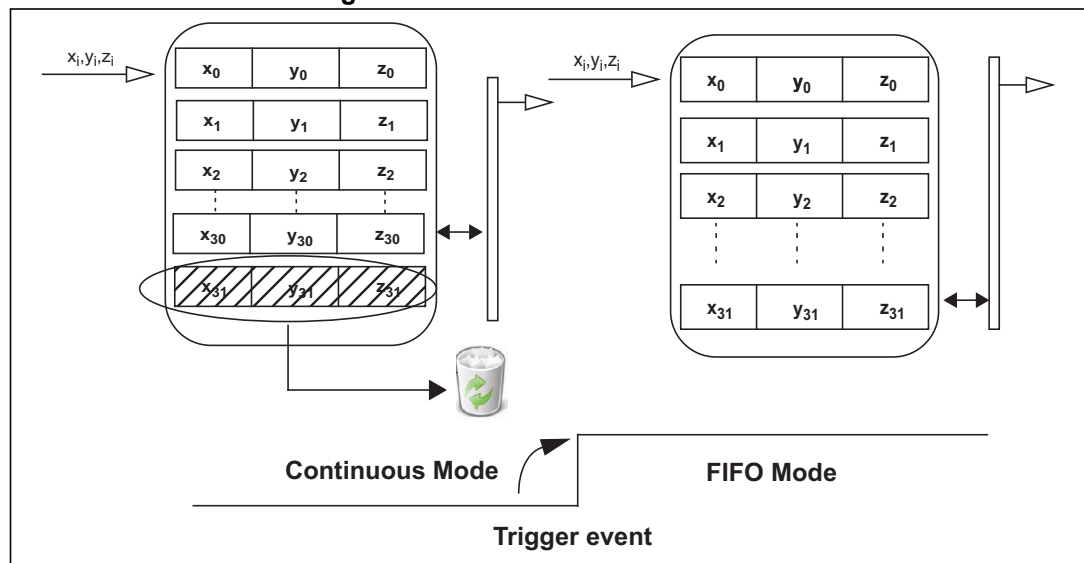 xᵢ,yᵢ,zᵢ
x₀ y₀ z₀
x₁ y₁ z₁
x₂ y₂ z₂
x₃₀ y₃₀ z₃₀
x₃₁ y₃₁ z₃₁
xᵢ,yᵢ,zᵢ
x₀ y₀ z₀
x₁ y₁ z₁
x₂ y₂ z₂
x₃₁ y₃₁ z₃₁
Continuous Mode
FIFO Mode
Trigger event